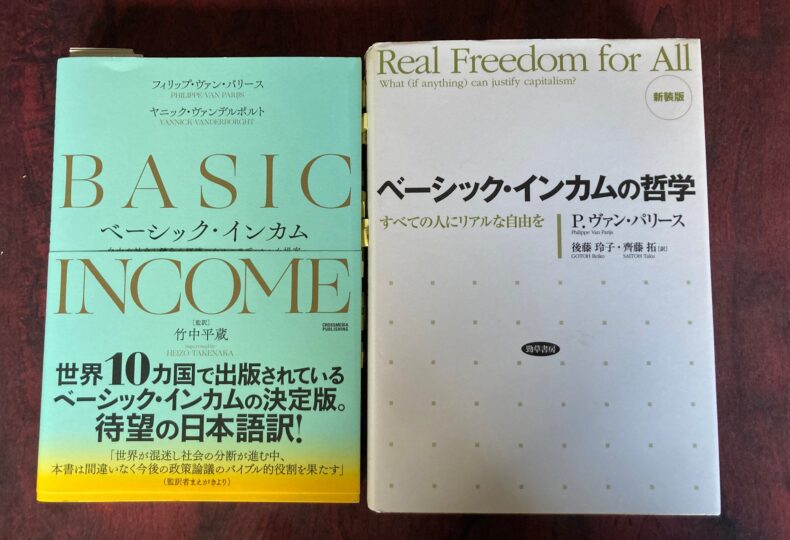 フィリップ・ヴァン・パリース
PHILIPPE VAN PARIJS
ヤニック・ヴァンデルボルト
YANNICK VANDERBORGHT
BASIC
ベーシック・インカム
INCOME
[監訳]
竹中平蔵
supervised by
HEIZO TAKENAKA
CROSSMEDIA
PUBLISHING
世界10カ国で出版されている
ベーシック・インカムの決定版。
待望の日本語訳!
「世界が混迷し社会の分断が進む中、
本書は間違いなく今後の政策論議のバイブル的役割を果たす」
(監訳者まえがきより)
Real Freedom for All
What (if anything) can justify capitalism?
新装版
ベーシック・インカムの哲学
すべての人にリアルな自由を
P.ヴァン・パリース
Philippe Van Parijs
後藤 玲子・齊藤 拓[訳]
GOTOH Reiko SAITOH Taku
勁草書房